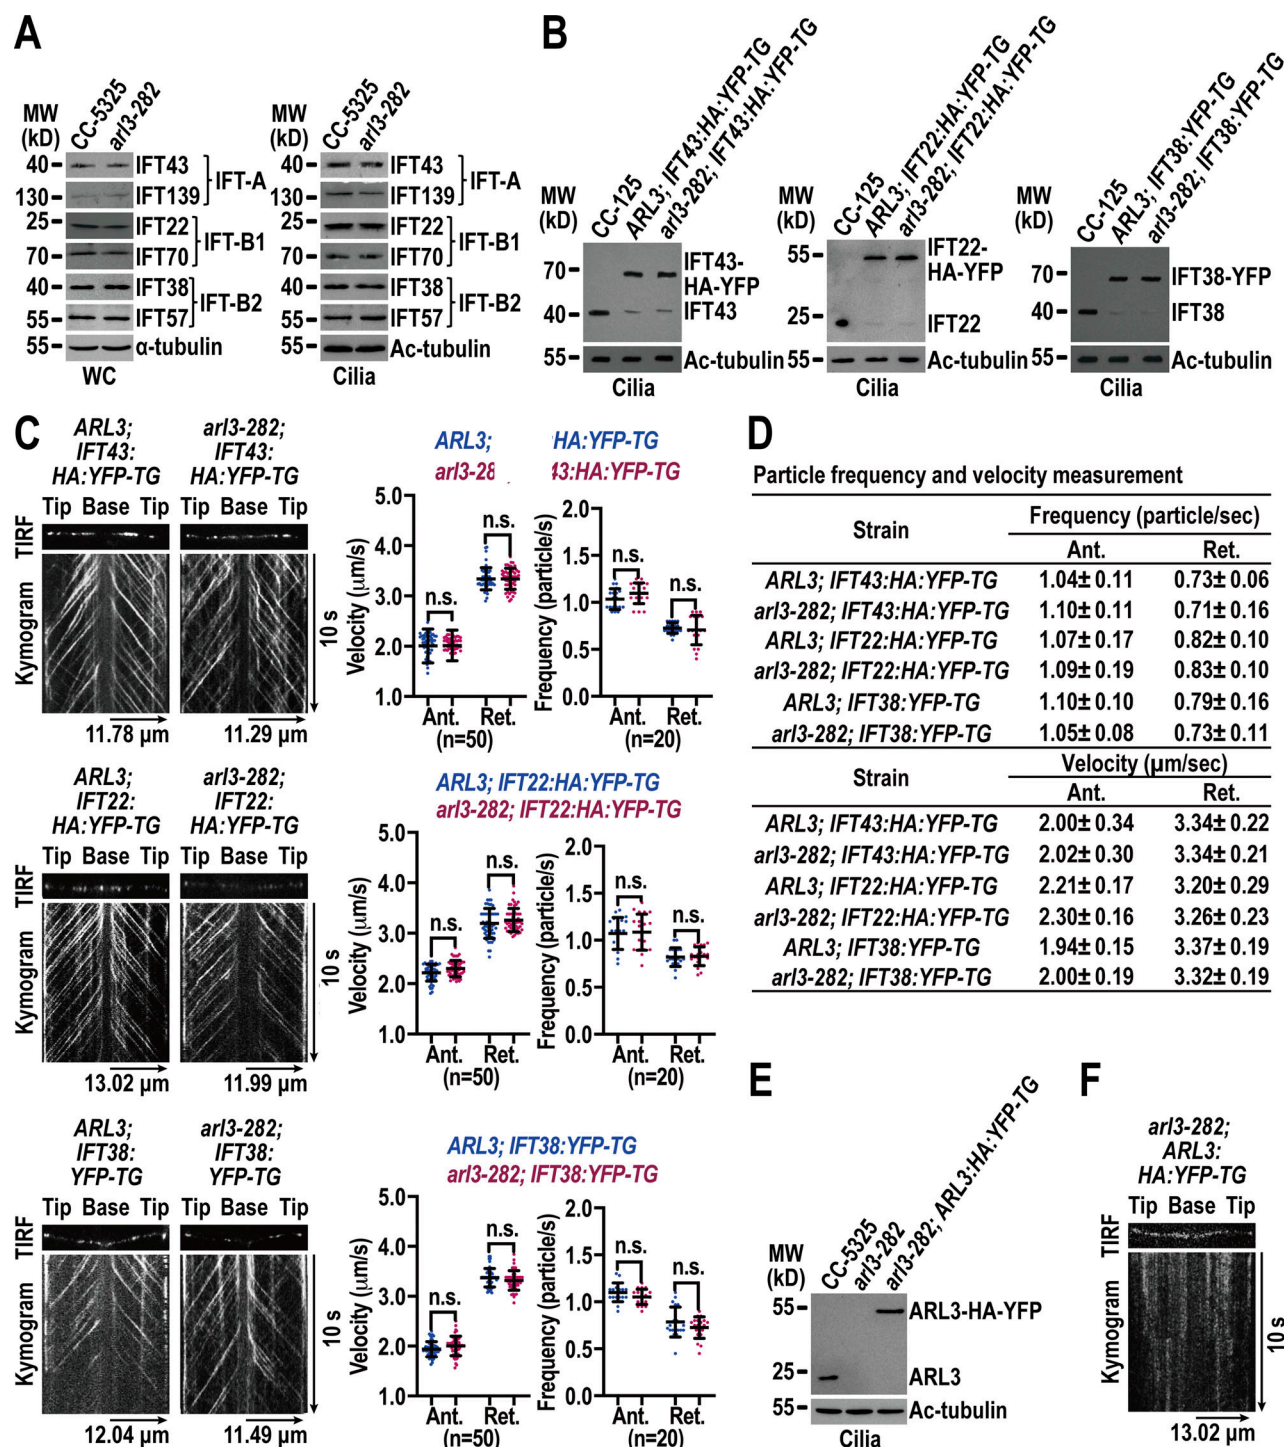 A
MW
(kD)
CC-5325
arl3-282
40
IFT43
130
IFT139
IFT-A
25
IFT22
70
IFT70
IFT-B1
40
IFT38
55
IFT57
IFT-B2
55
α-tubulin
WC
MW
(kD)
CC-5325
arl3-282
40
IFT43
130
IFT139
IFT-A
25
IFT22
70
IFT70
IFT-B1
40
IFT38
55
IFT57
IFT-B2
55
Ac-tubulin
Cilia
B
MW
(kD)
CC-125
ARL3; IFT43:HA:YFP-TG
arl3-282; IFT43:HA:YFP-TG
70
IFT43-
HA-YFP
40
IFT43
55
Ac-tubulin
Cilia
MW
(kD)
CC-125
ARL3; IFT22:HA:YFP-TG
arl3-282; IFT22:HA:YFP-TG
55
IFT22-
HA-YFP
25
IFT22
55
Ac-tubulin
Cilia
MW
(kD)
CC-125
ARL3; IFT38:YFP-TG
arl3-282; IFT38:YFP-TG
70
IFT38-YFP
40
IFT38
55
Ac-tubulin
Cilia
C
ARL3;
IFT43:
HA:YFP-TG
arl3-282;
IFT43:
HA:YFP-TG
Tip Base Tip
Tip Base Tip
TIRF
Kymogram
10 s
11.78 µm
11.29 µm
ARL3; :HA:YFP-TG
arl3-28 43:HA:YFP-TG
Velocity (µm/s)
5.0
4.0
3.0
2.0
1.0
n.s.
n.s.
Ant. Ret.
(n=50)
Frequency (particle/s)
2.0
1.5
1.0
0.5
0.0
n.s.
n.s.
Ant. Ret.
(n=20)
ARL3;
IFT22:
HA:YFP-TG
arl3-282;
IFT22:
HA:YFP-TG
Tip Base Tip
Tip Base Tip
TIRF
Kymogram
10 s
13.02 µm
11.99 µm
ARL3; IFT22:HA:YFP-TG
arl3-282; IFT22:HA:YFP-TG
Velocity (µm/s)
5.0
4.0
3.0
2.0
1.0
n.s.
n.s.
Ant. Ret.
(n=50)
Frequency (particle/s)
2.0
1.5
1.0
0.5
0.0
n.s.
n.s.
Ant. Ret.
(n=20)
ARL3;
IFT38:
YFP-TG
arl3-282;
IFT38:
YFP-TG
Tip Base Tip
Tip Base Tip
TIRF
Kymogram
10 s
12.04 µm
11.49 µm
ARL3; IFT38:YFP-TG
arl3-282; IFT38:YFP-TG
Velocity (µm/s)
5.0
4.0
3.0
2.0
1.0
n.s.
n.s.
Ant. Ret.
(n=50)
Frequency (particle/s)
2.0
1.5
1.0
0.5
0.0
n.s.
n.s.
Ant. Ret.
(n=20)
D
Particle frequency and velocity measurement
Strain Frequency (particle/sec)
Ant. Ret.
ARL3; IFT43:HA:YFP-TG 1.04± 0.11 0.73± 0.06
arl3-282; IFT43:HA:YFP-TG 1.10± 0.11 0.71± 0.16
ARL3; IFT22:HA:YFP-TG 1.07± 0.17 0.82± 0.10
arl3-282; IFT22:HA:YFP-TG 1.09± 0.19 0.83± 0.10
ARL3; IFT38:YFP-TG 1.10± 0.10 0.79± 0.16
arl3-282; IFT38:YFP-TG 1.05± 0.08 0.73± 0.11
Strain Velocity (µm/sec)
Ant. Ret.
ARL3; IFT43:HA:YFP-TG 2.00± 0.34 3.34± 0.22
arl3-282; IFT43:HA:YFP-TG 2.02± 0.30 3.34± 0.21
ARL3; IFT22:HA:YFP-TG 2.21± 0.17 3.20± 0.29
arl3-282; IFT22:HA:YFP-TG 2.30± 0.16 3.26± 0.23
ARL3; IFT38:YFP-TG 1.94± 0.15 3.37± 0.19
arl3-282; IFT38:YFP-TG 2.00± 0.19 3.32± 0.19
E
MW
(kD)
CC-5325
arl3-282
arl3-282; ARL3:HA:YFP-TG
55
ARL3-HA-YFP
25
ARL3
55
Ac-tubulin
Cilia
F
arl3-282;
ARL3:
HA:YFP-TG
Tip Base Tip
TIRF
Kymogram
10 s
13.02 µm